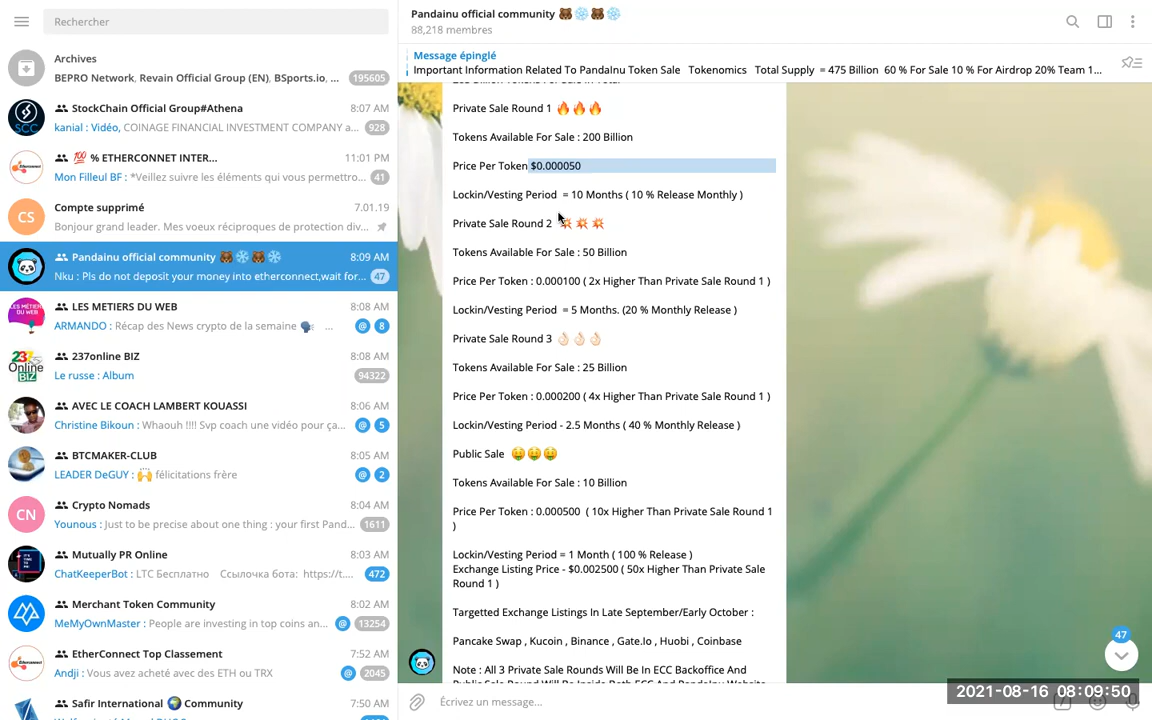 Rechercher
Archives
BEPRO Network, Revain Official Group (EN), BSports.io, ...
195605
StockChain Official Group#Athena
8:07 AM
kanial : Vidéo, COINAGE FINANCIAL INVESTMENT COMPANY a...
928
💯 % ETHERCONNET INTER...
11:01 PM
Mon Filleul BF : *Veillez suivre les éléments qui vous permettro...
41
CS
Compte supprimé
7.01.19
Bonjour grand leader. Mes voeux réciproques de protection div...
Pandainu official community 🐻❄️🐻❄️
8:09 AM
Nku : Pls do not deposit your money into etherconnect,wait for...
47
LES METIERS DU WEB
8:08 AM
ARMANDO : Récap des News crypto de la semaine 🗣 ...
@ 8
237online BIZ
8:08 AM
Le russe : Album
94322
AVEC LE COACH LAMBERT KOUASSI
8:06 AM
Christine Bikoun : Whaouh !!!! Svp coach une vidéo pour ça...
@ 5
BTCMAKER-CLUB
8:05 AM
LEADER DeGUY : 🙌 félicitations frère
@ 2
CN
Crypto Nomads
8:04 AM
Younous : Just to be precise about one thing : your first Pand...
1611
Mutually PR Online
8:03 AM
ChatKeeperBot : LTC Бесплатно Ссылочка бота: https://t....
472
Merchant Token Community
8:02 AM
MeMyOwnMaster : People are investing in top coins an...
@ 13254
EtherConnect Top Classement
7:52 AM
Andji : Vous avez acheté avec des ETH ou TRX
@ 2045
Safir International 🌍 Community
7:50 AM
Pandainu official community 🐻❄️🐻❄️
88,218 membres
Message épinglé
Important Information Related To PandaInu Token Sale Tokenomics Total Supply = 475 Billion 60 % For Sale 10 % For Airdrop 20% Team 1...
Private Sale Round 1 🔥🔥🔥
Tokens Available For Sale : 200 Billion
Price Per Token $0.000050
Lockin/Vesting Period = 10 Months ( 10 % Release Monthly )
Private Sale Round 2 💥💥💥
Tokens Available For Sale : 50 Billion
Price Per Token : 0.000100 ( 2x Higher Than Private Sale Round 1 )
Lockin/Vesting Period = 5 Months. (20 % Monthly Release )
Private Sale Round 3 👌🏻👌🏻👌🏻
Tokens Available For Sale : 25 Billion
Price Per Token : 0.000200 ( 4x Higher Than Private Sale Round 1 )
Lockin/Vesting Period - 2.5 Months ( 40 % Monthly Release )
Public Sale 🤑🤑🤑
Tokens Available For Sale : 10 Billion
Price Per Token : 0.000500 ( 10x Higher Than Private Sale Round 1
)
Lockin/Vesting Period = 1 Month ( 100 % Release )
Exchange Listing Price - $0.002500 ( 50x Higher Than Private Sale
Round 1 )
Targetted Exchange Listings In Late September/Early October :
Pancake Swap , Kucoin , Binance , Gate.Io , Huobi , Coinbase
Note : All 3 Private Sale Rounds Will Be In ECC Backoffice And
Public Sale Round Will Be Inside Both ECC And PandaInu Website
47
Écrivez un message...
2021-08-16 08:09:50